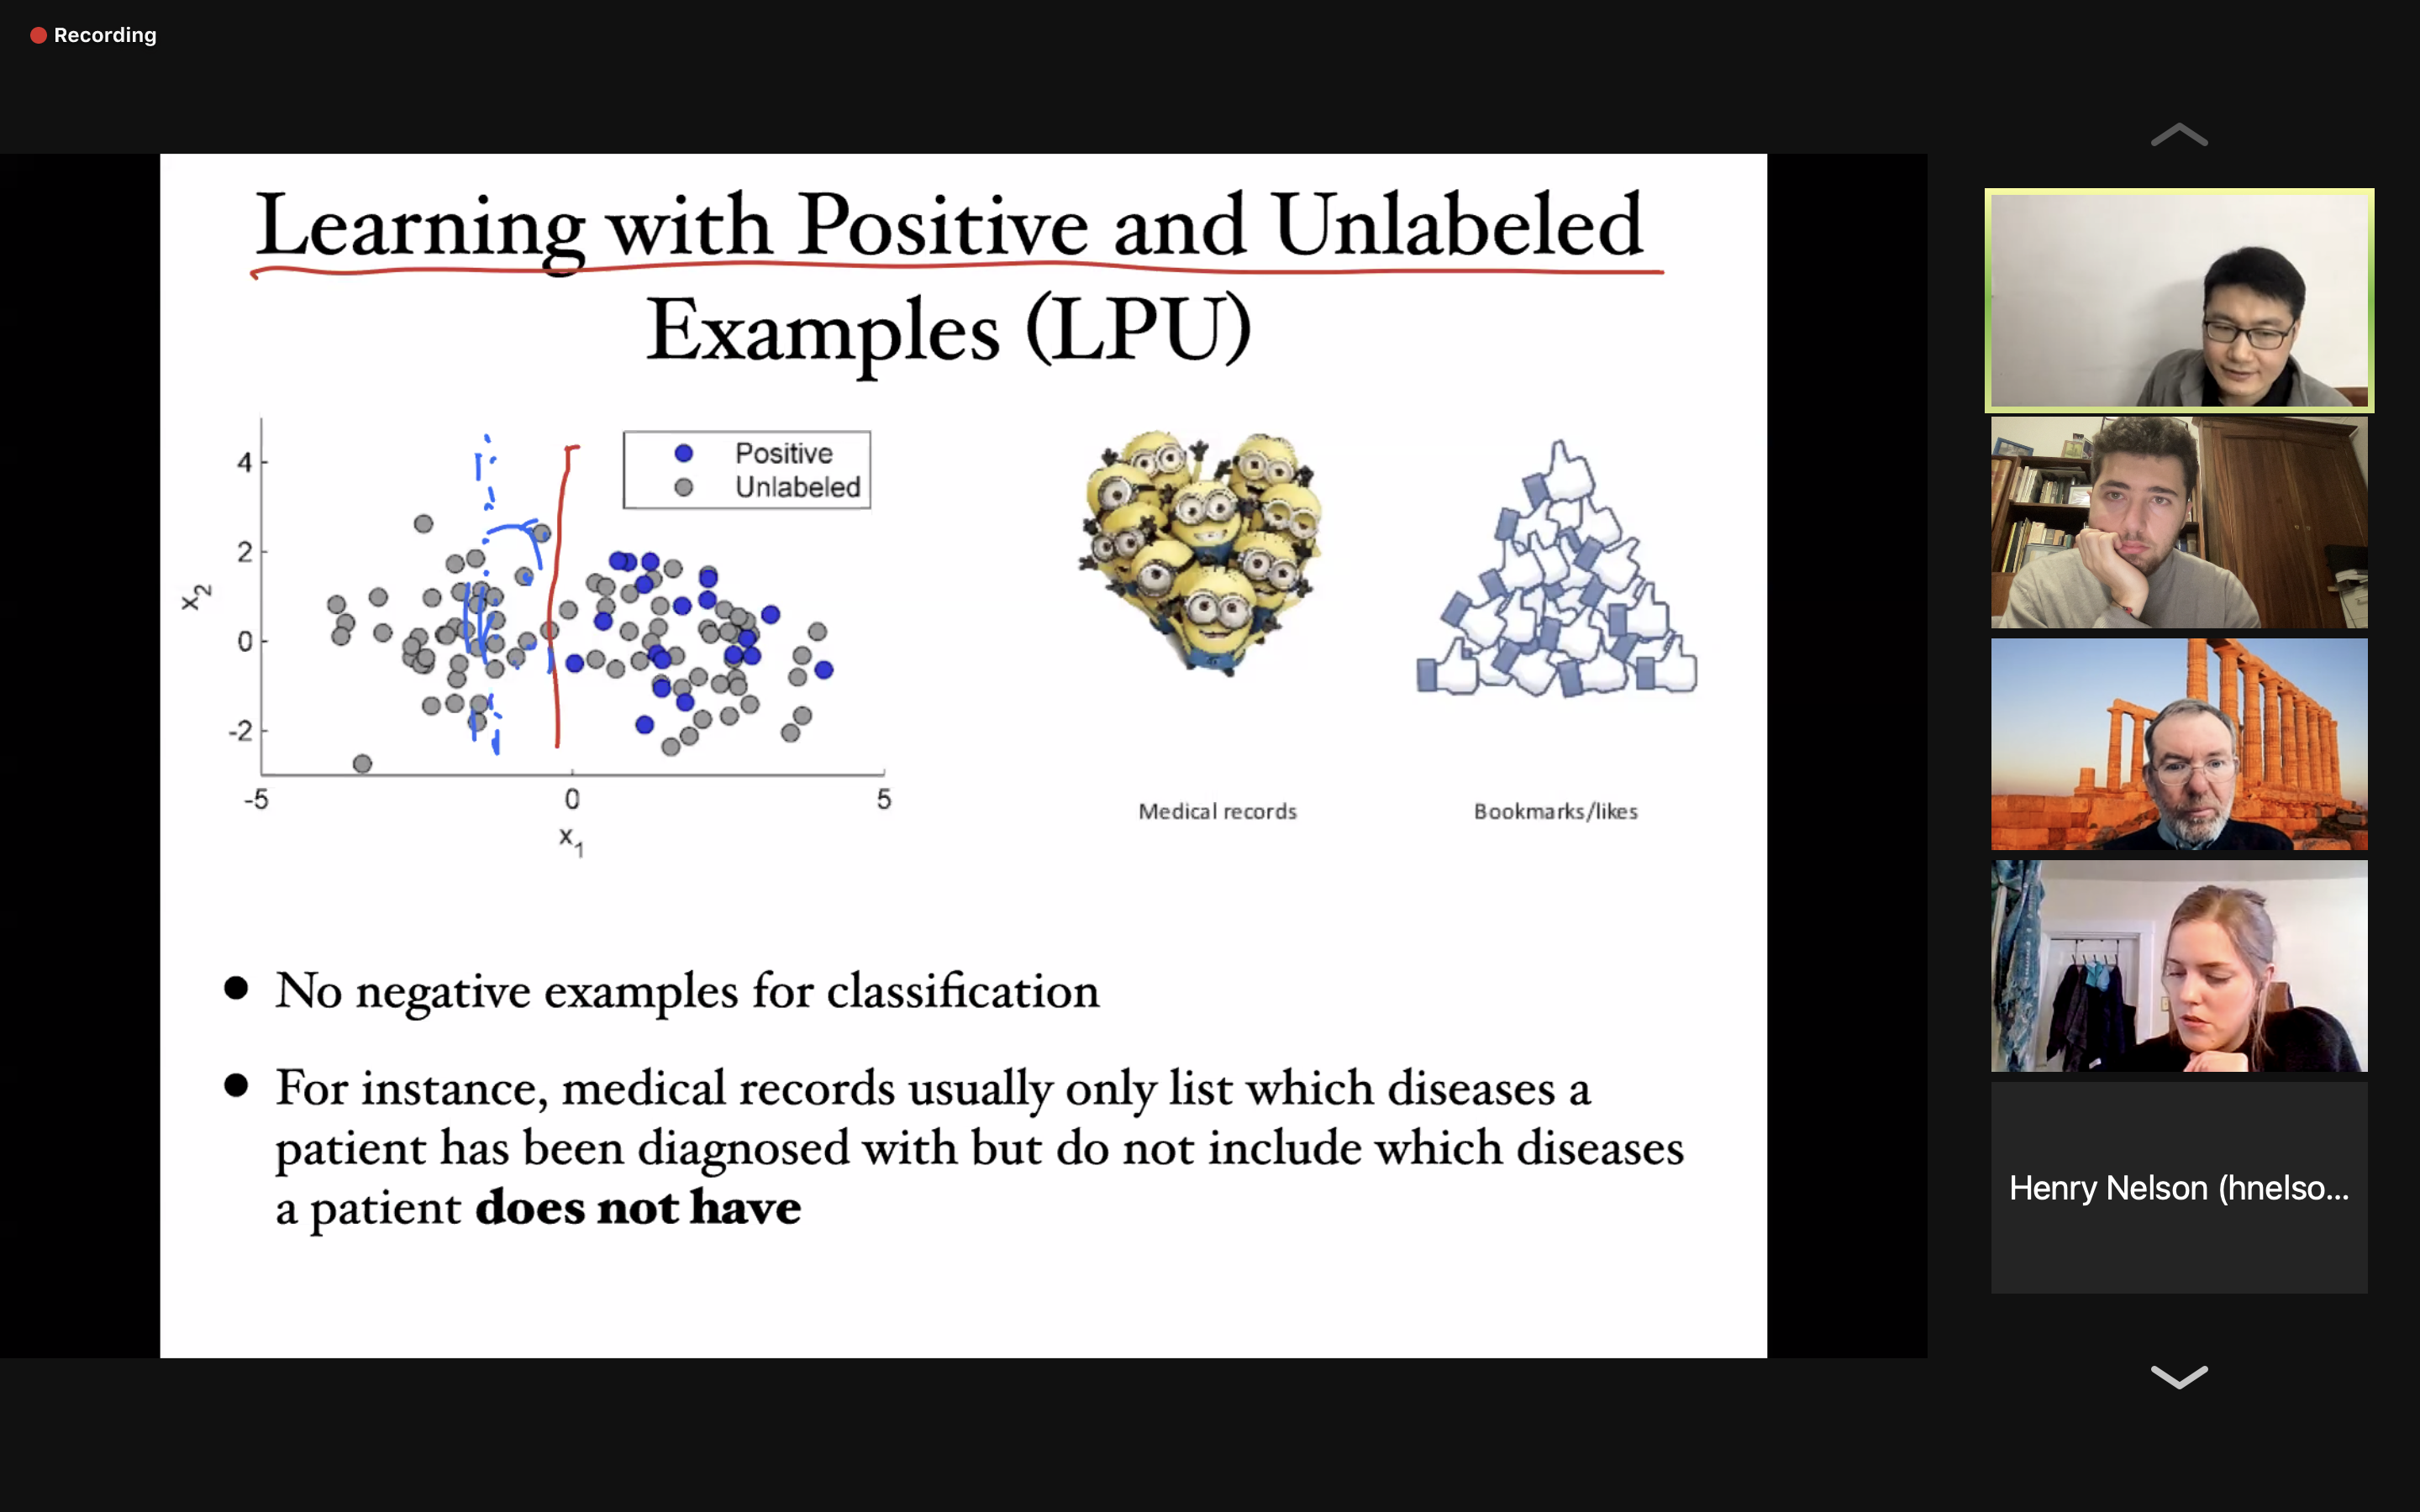 Recording
Learning with Positive and Unlabeled
Examples (LPU)
Positive
Unlabeled
4
2
0
-2
x2
-5
0
5
x1
Medical records
Bookmarks/likes
• No negative examples for classification
• For instance, medical records usually only list which diseases a
patient has been diagnosed with but do not include which diseases
a patient does not have
Henry Nelson (hnelso...